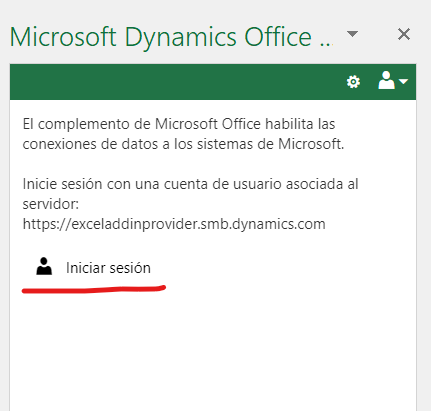 Microsoft Dynamics Office ...
El complemento de Microsoft Office habilita las
conexiones de datos a los sistemas de Microsoft.
Inicie sesión con una cuenta de usuario asociada al
servidor:
https://exceladdinprovider.smb.dynamics.com
Iniciar sesión